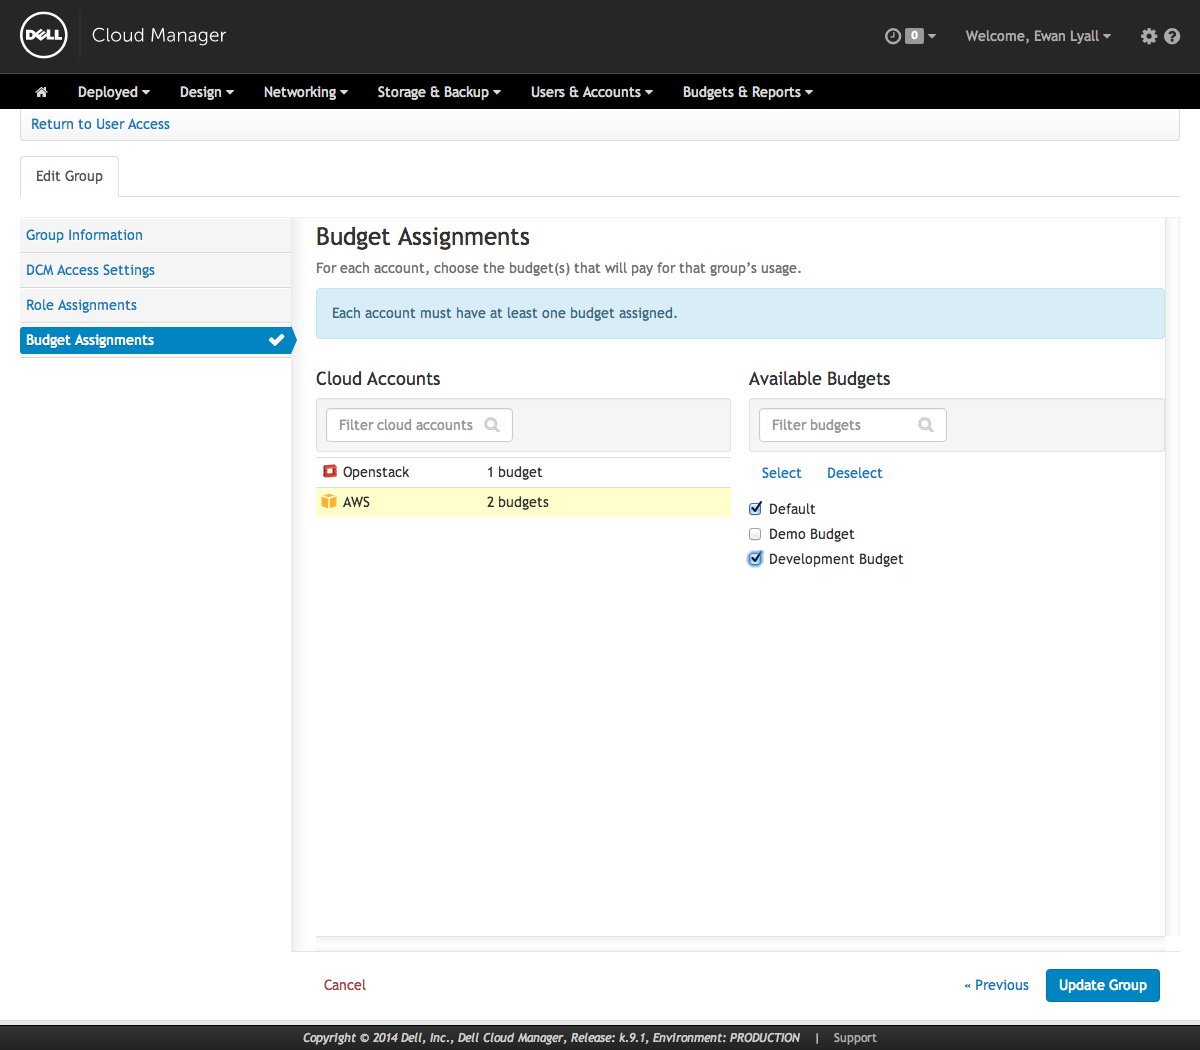 DELL Cloud Manager
0 Welcome, Ewan Lyall
Deployed Design Networking Storage & Backup Users & Accounts Budgets & Reports
Return to User Access
Edit Group
Group Information
DCM Access Settings
Role Assignments
Budget Assignments
Budget Assignments
For each account, choose the budget(s) that will pay for that group’s usage.
Each account must have at least one budget assigned.
Cloud Accounts
Filter cloud accounts
Openstack 1 budget
AWS 2 budgets
Available Budgets
Filter budgets
Select Deselect
Default
Demo Budget
Development Budget
Cancel « Previous Update Group
Copyright © 2014 Dell, Inc., Dell Cloud Manager, Release: k.9.1, Environment: PRODUCTION | Support